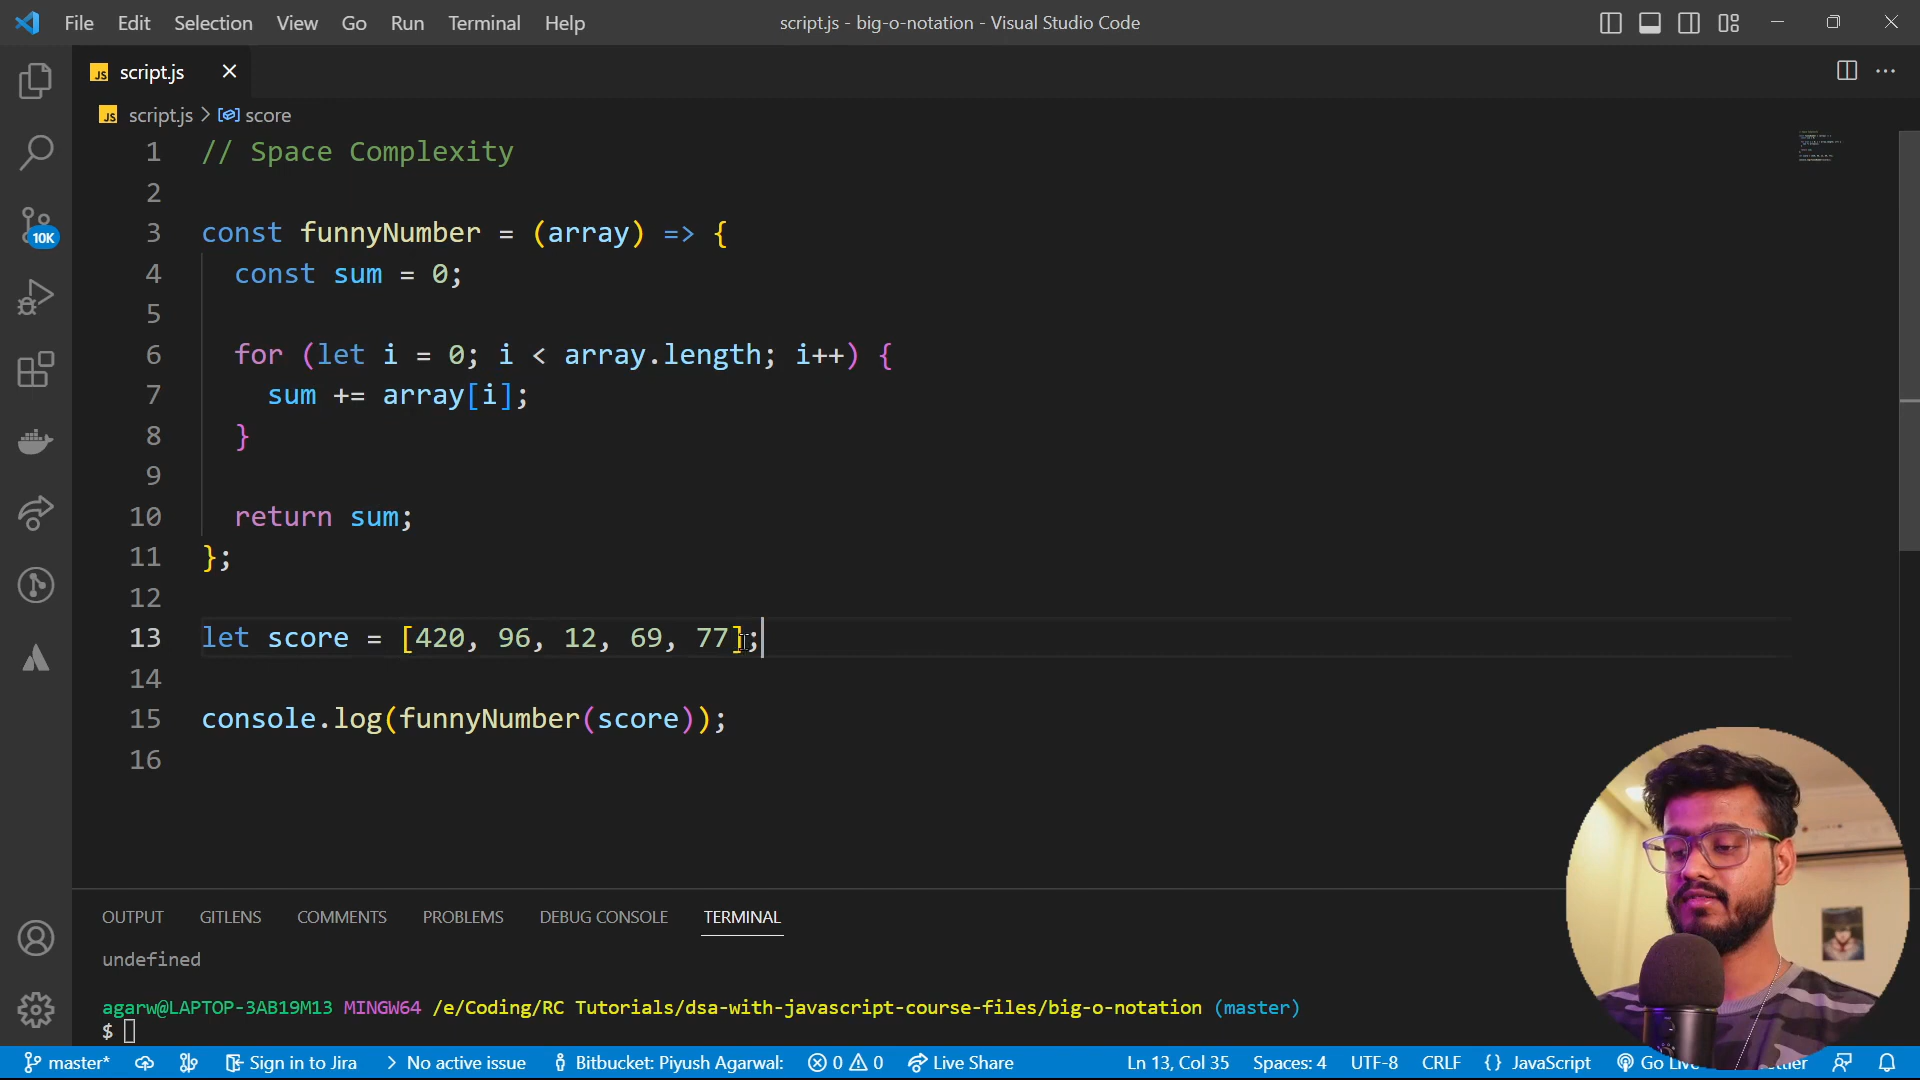 File Edit Selection View Go Run Terminal Help
script.js - big-o-notation - Visual Studio Code
JS script.js
JS script.js > score
1 // Space Complexity
2
3 const funnyNumber = (array) => {
4 const sum = 0;
5
6 for (let i = 0; i < array.length; i++) {
7 sum += array[i];
8 }
9
10 return sum;
11 };
12
13 let score = [420, 96, 12, 69, 77];
14
15 console.log(funnyNumber(score));
16
10K
OUTPUT GITLENS COMMENTS PROBLEMS DEBUG CONSOLE TERMINAL
undefined
agarw@LAPTOP-3AB19M13 MINGW64 /e/Coding/RC Tutorials/dsa-with-javascript-course-files/big-o-notation (master)
$
master* Sign in to Jira No active issue Bitbucket: Piyush Agarwal: 0 0 Live Share Ln 13, Col 35 Spaces: 4 UTF-8 CRLF {} JavaScript Go